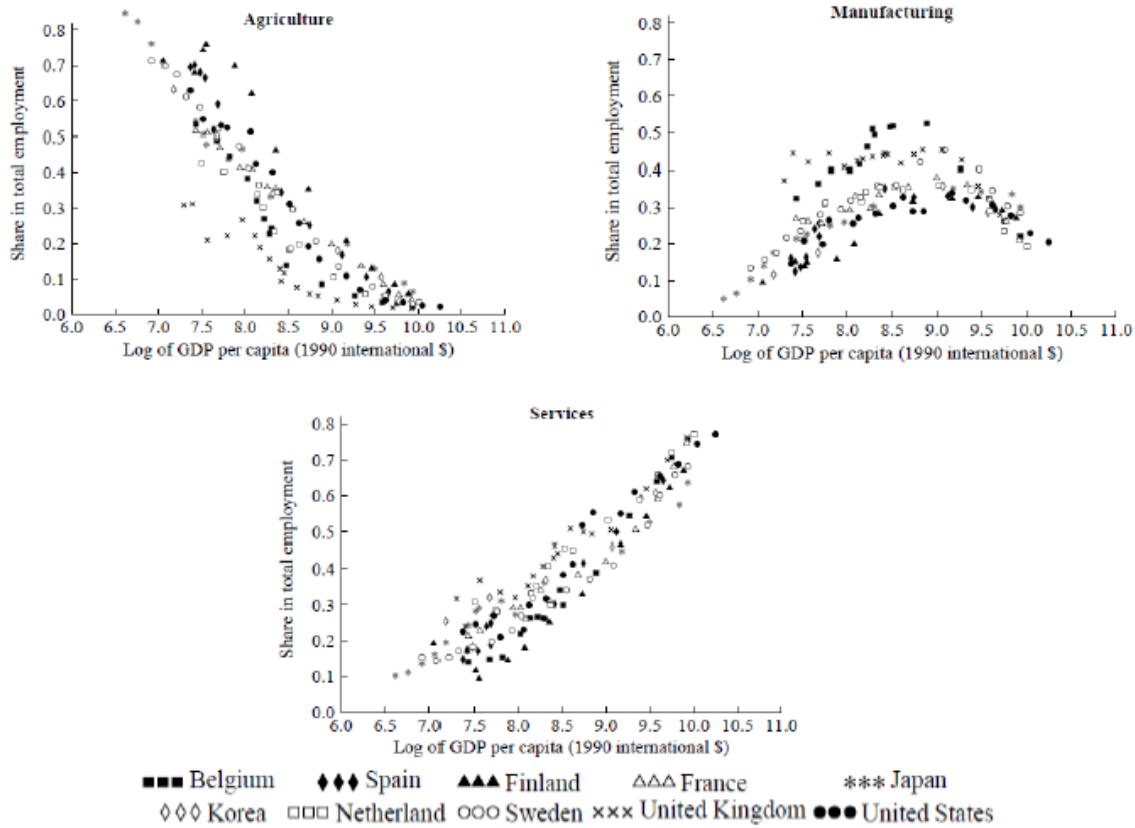 Agriculture
Share in total employment
0.8
0.7
0.6
0.5
0.4
0.3
0.2
0.1
0.0
6.0 7.0 7.5 8.0 8.5 9.0 9.5 10.0 10.5 11.0
Log of GDP per capita (1990 international $)
Manufacturing
Share in total employment
0.8
0.7
0.6
0.5
0.4
0.3
0.2
0.1
0.0
6.0 6.5 7.0 7.5 8.0 8.5 9.0 9.5 10.0 10.5 11.0
Log of GDP per capita (1990 international $)
Services
Share in total employment
0.8
0.7
0.6
0.5
0.4
0.3
0.2
0.1
0.0
6.0 6.5 7.0 7.5 8.0 8.5 9.0 9.5 10.0 10.5 11.0
Log of GDP per capita (1990 international $)
Belgium Spain Finland France Japan
Korea Netherland Sweden United Kingdom United States